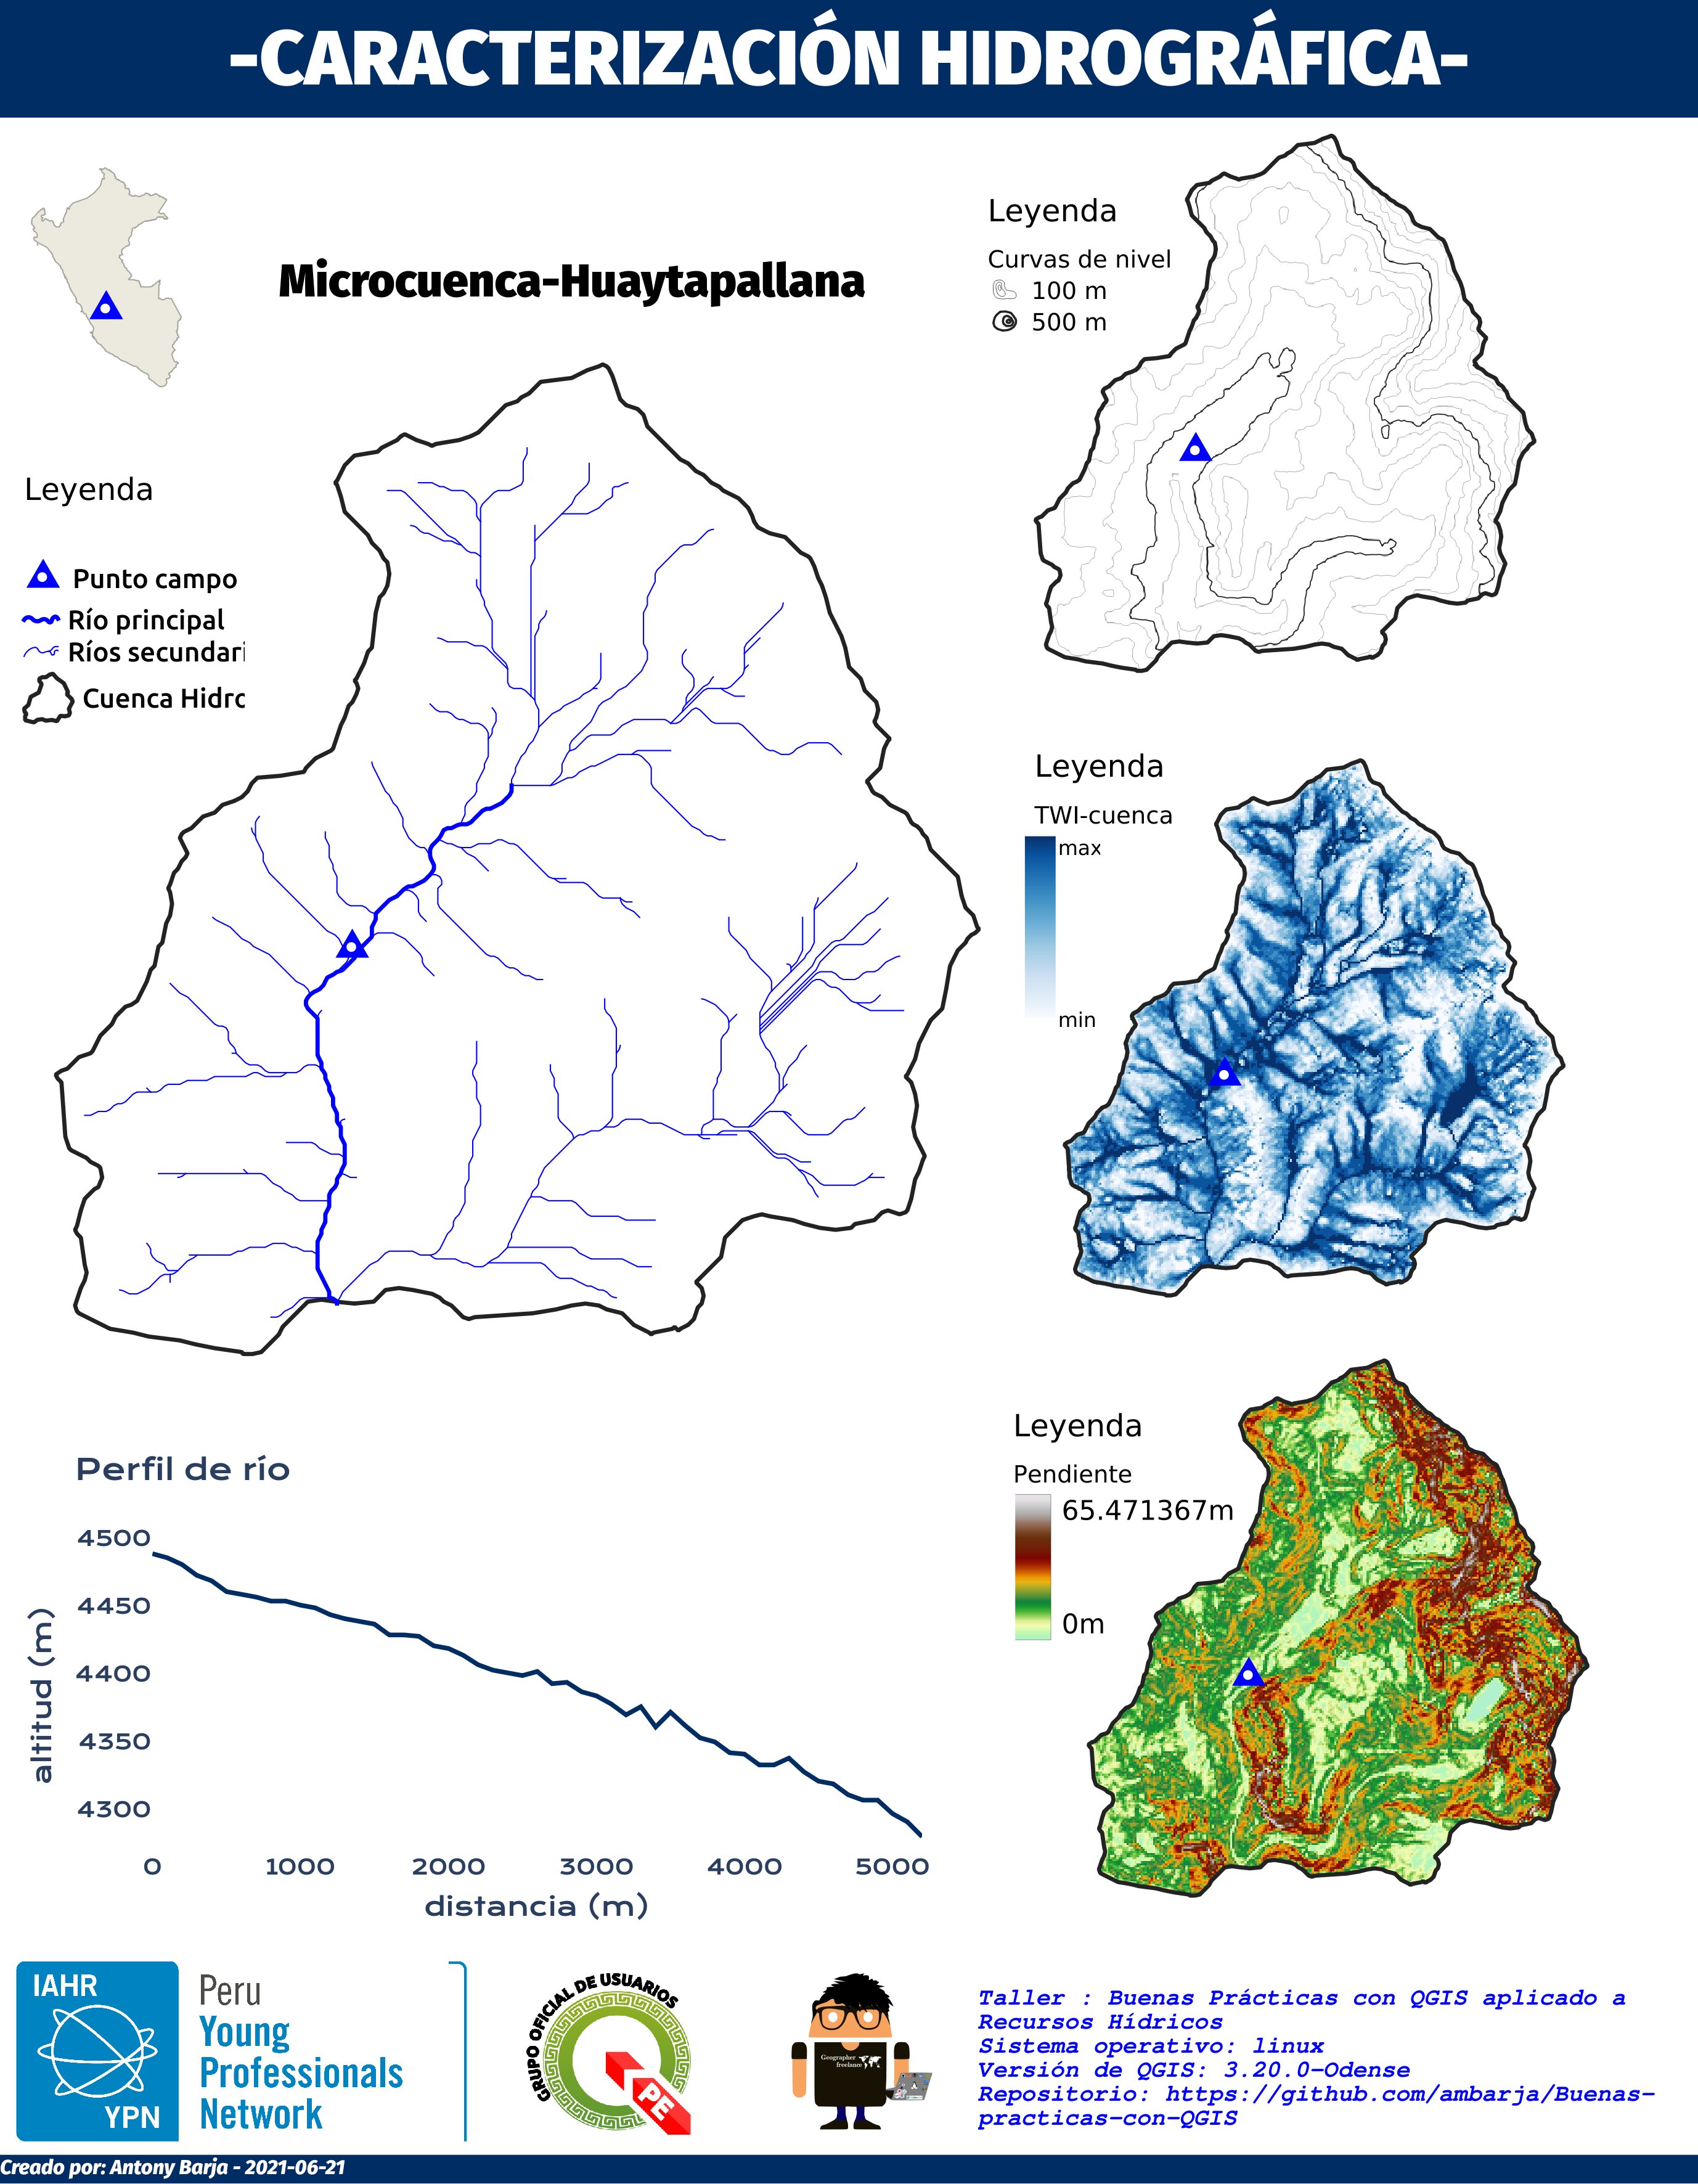 -CARACTERIZACIÓN HIDROGRÁFICA-
Microcuenca-Huaytapallana
Leyenda
Punto campo
Río principal
Ríos secundari
Cuenca Hidro
Leyenda
Curvas de nivel
100 m
500 m
Leyenda
TWI-cuenca
max
min
Leyenda
Pendiente
65.471367m
0m
Perfil de río
altitud (m)
4500
4450
4400
4350
4300
0 1000 2000 3000 4000 5000
distancia (m)
IAHR
YPN
Peru
Young
Professionals
Network
GRUPO OFICIAL DE USUARIOS
PE
Geographer
freelance
Taller : Buenas Prácticas con QGIS aplicado a
Recursos Hídricos
Sistema operativo: linux
Versión de QGIS: 3.20.0-Odense
Repositorio: https://github.com/ambarja/Buenas-
practicas-con-QGIS
Creado por: Antony Barja - 2021-06-21